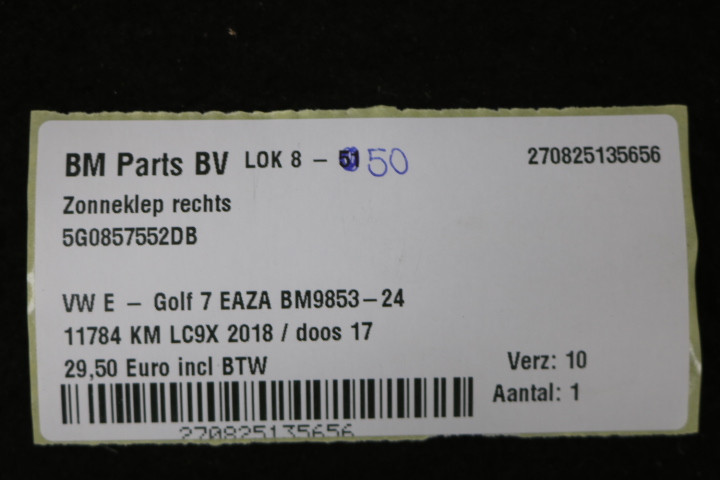 BM Parts BV LOK 8 - 51 50 270825135656
Zonneklep rechts
5G0857552DB
VW E - Golf 7 EAZA BM9853-24
11784 KM LC9X 2018 / doos 17
29,50 Euro incl BTW Verz: 10
Aantal: 1
270825135656